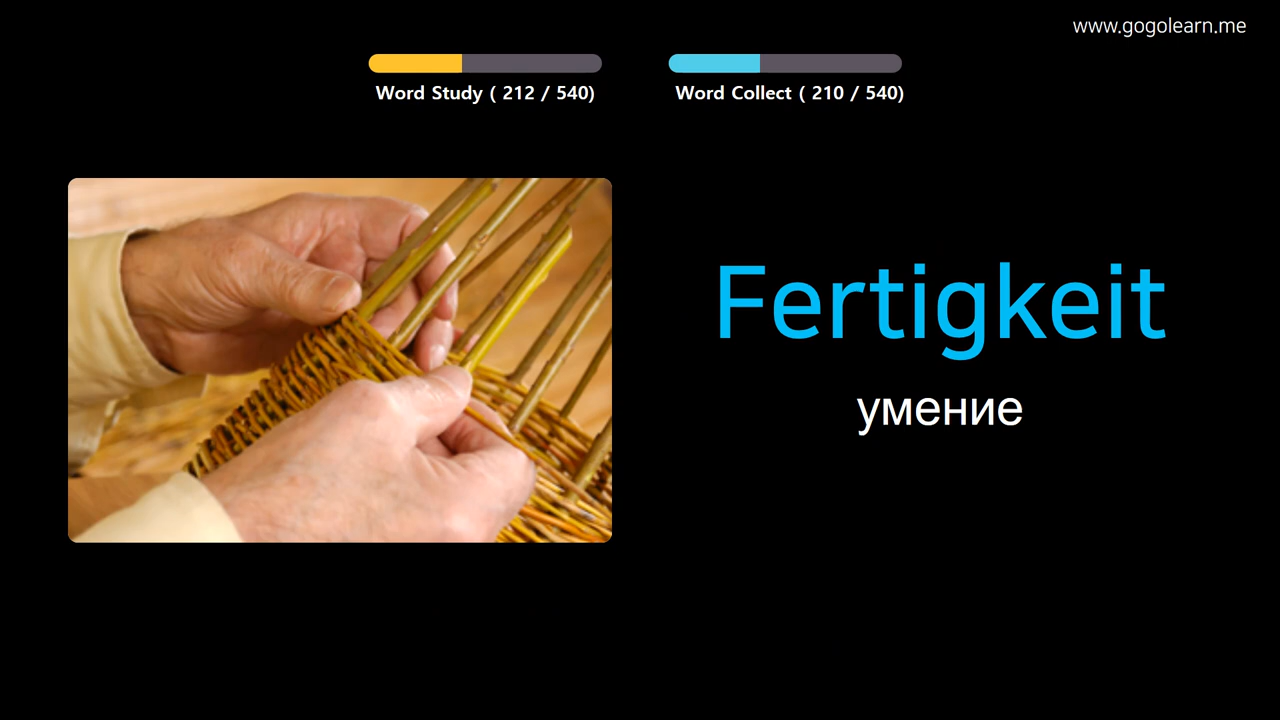 www.gogolearn.me
Word Study ( 212 / 540)
Word Collect ( 210 / 540)
Fertigkeit
умение